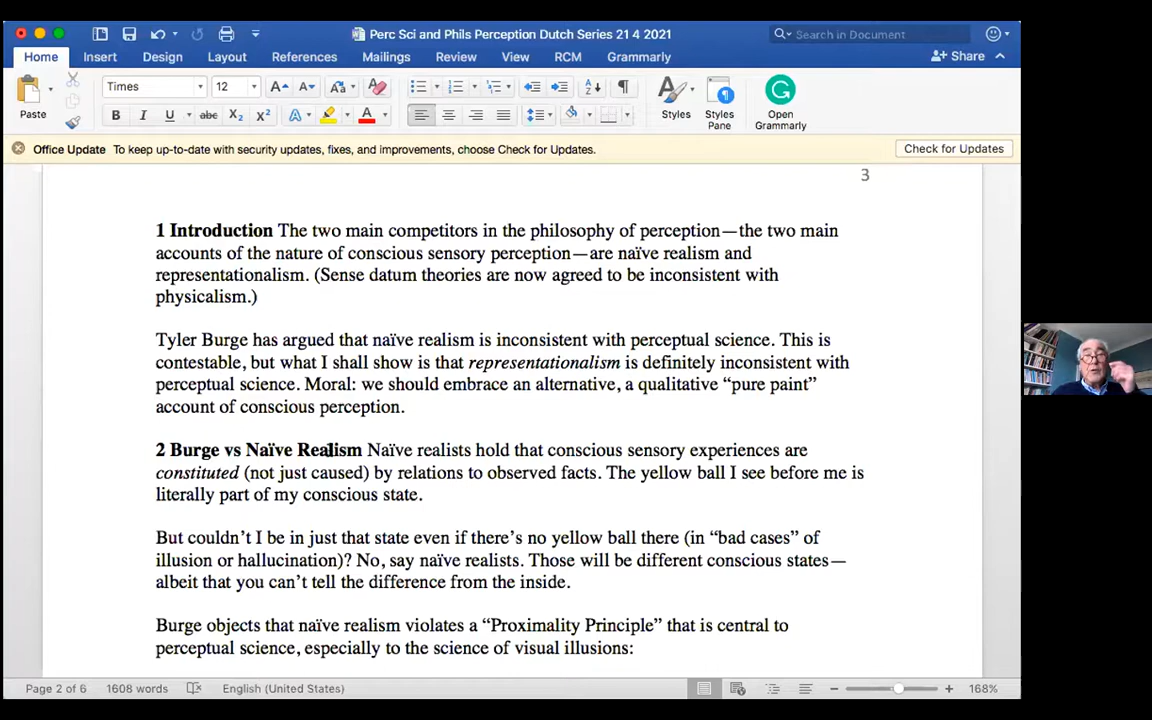 Perc Sci and Phils Perception Dutch Series 21 4 2021
Search in Document
Home Insert Design Layout References Mailings Review View RCM Grammarly
Share
Paste
Times
12
Styles
Styles Pane
Open Grammarly
Office Update To keep up-to-date with security updates, fixes, and improvements, choose Check for Updates.
Check for Updates
3
1 Introduction The two main competitors in the philosophy of perception—the two main
accounts of the nature of conscious sensory perception—are naïve realism and
representationalism. (Sense datum theories are now agreed to be inconsistent with
physicalism.)
Tyler Burge has argued that naïve realism is inconsistent with perceptual science. This is
contestable, but what I shall show is that representationalism is definitely inconsistent with
perceptual science. Moral: we should embrace an alternative, a qualitative “pure paint”
account of conscious perception.
2 Burge vs Naïve Realism Naïve realists hold that conscious sensory experiences are
constituted (not just caused) by relations to observed facts. The yellow ball I see before me is
literally part of my conscious state.
But couldn’t I be in just that state even if there’s no yellow ball there (in “bad cases” of
illusion or hallucination)? No, say naïve realists. Those will be different conscious states—
albeit that you can’t tell the difference from the inside.
Burge objects that naïve realism violates a “Proximality Principle” that is central to
perceptual science, especially to the science of visual illusions:
Page 2 of 6
1608 words
English (United States)
168%